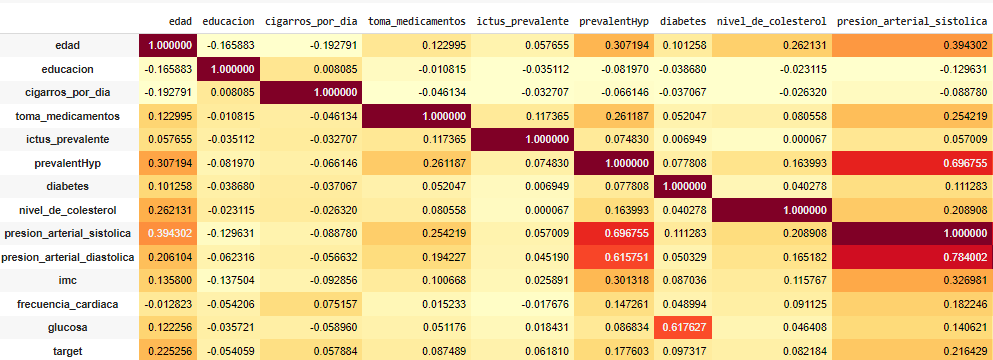 edad educacion cigarros_por_dia toma_medicamentos ictus_prevalente prevalentHyp diabetes nivel_de_colesterol presion_arterial_sistolica
edad 1.000000 -0.165883 -0.192791 0.122995 0.057655 0.307194 0.101258 0.262131 0.394302
educacion -0.165883 1.000000 0.008085 -0.010815 -0.035112 -0.081970 -0.038680 -0.023115 -0.129631
cigarros_por_dia -0.192791 0.008085 1.000000 -0.046134 -0.032707 -0.066146 -0.037067 -0.026320 -0.088780
toma_medicamentos 0.122995 -0.010815 -0.046134 1.000000 0.117365 0.261187 0.052047 0.080558 0.254219
ictus_prevalente 0.057655 -0.035112 -0.032707 0.117365 1.000000 0.074830 0.006949 0.000067 0.057009
prevalentHyp 0.307194 -0.081970 -0.066146 0.261187 0.074830 1.000000 0.077808 0.163993 0.696755
diabetes 0.101258 -0.038680 -0.037067 0.052047 0.006949 0.077808 1.000000 0.040278 0.111283
nivel_de_colesterol 0.262131 -0.023115 -0.026320 0.080558 0.000067 0.163993 0.040278 1.000000 0.208908
presion_arterial_sistolica 0.394302 -0.129631 -0.088780 0.254219 0.057009 0.696755 0.111283 0.208908 1.000000
presion_arterial_diastolica 0.206104 -0.062316 -0.056632 0.194227 0.045190 0.615751 0.050329 0.165182 0.784002
imc 0.135800 -0.137504 -0.092856 0.100668 0.025891 0.301318 0.087036 0.115767 0.326981
frecuencia_cardiaca -0.012823 -0.054206 0.075157 0.015233 -0.017676 0.147261 0.048994 0.091125 0.182246
glucosa 0.122256 -0.035721 -0.058960 0.051176 0.018431 0.086834 0.617627 0.046408 0.140621
target 0.225256 -0.054059 0.057884 0.087489 0.061810 0.177603 0.097317 0.082184 0.216429